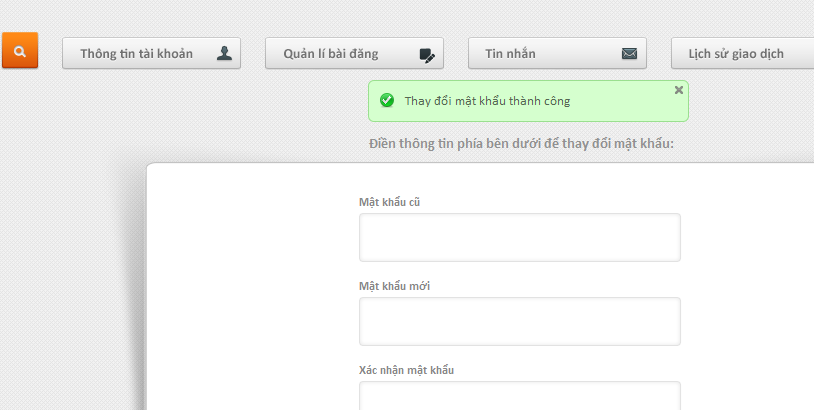 Thông tin tài khoản
Quản lí bài đăng
Tin nhắn
Lịch sử giao dịch
Thay đổi mật khẩu thành công
Điền thông tin phía bên dưới để thay đổi mật khẩu:
Mật khẩu cũ
Mật khẩu mới
Xác nhận mật khẩu